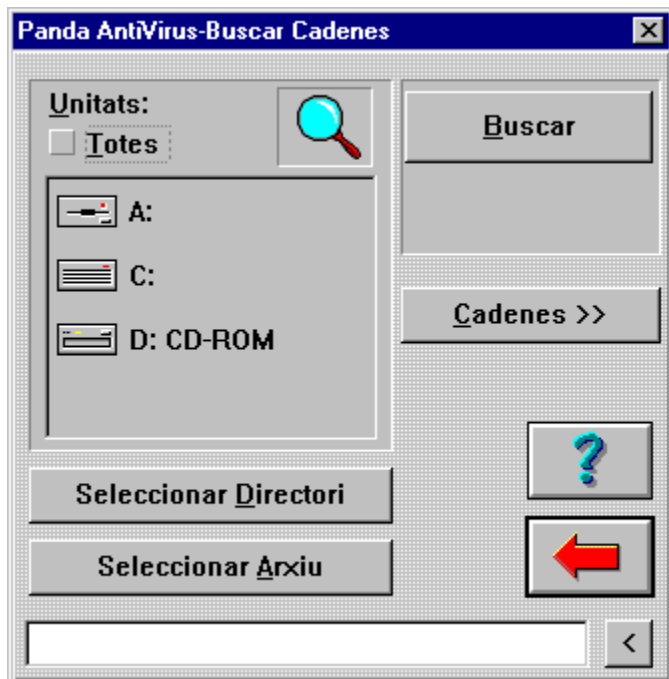 Panda AntiVirus-Buscar Cadenes
Unitats:
Totes
Buscar
A:
C:
D: CD-ROM
Cadenes >>
Seleccionar Directori
Seleccionar Arxiu
<